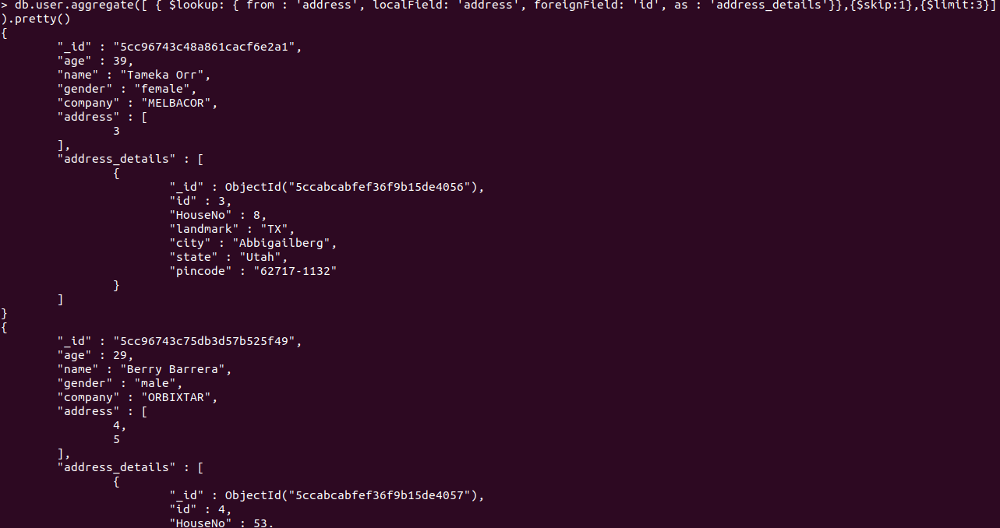 > db.user.aggregate([ { $lookup: { from : 'address', localField: 'address', foreignField: 'id', as : 'address_details'}},{$skip:1},{$limit:3}]
).pretty()
{
        "_id" : "5cc96743c48a861cacf6e2a1",
        "age" : 39,
        "name" : "Tameka Orr",
        "gender" : "female",
        "company" : "MELBACOR",
        "address" : [
                3
        ],
        "address_details" : [
                {
                        "_id" : ObjectId("5ccabcabfef36f9b15de4056"),
                        "id" : 3,
                        "HouseNo" : 8,
                        "landmark" : "TX",
                        "city" : "Abbigailberg",
                        "state" : "Utah",
                        "pincode" : "62717-1132"
                }
        ]
}
{
        "_id" : "5cc96743c75db3d57b525f49",
        "age" : 29,
        "name" : "Berry Barrera",
        "gender" : "male",
        "company" : "ORBIXTAR",
        "address" : [
                4,
                5
        ],
        "address_details" : [
                {
                        "_id" : ObjectId("5ccabcabfef36f9b15de4057"),
                        "id" : 4,
                        "HouseNo" : 53,